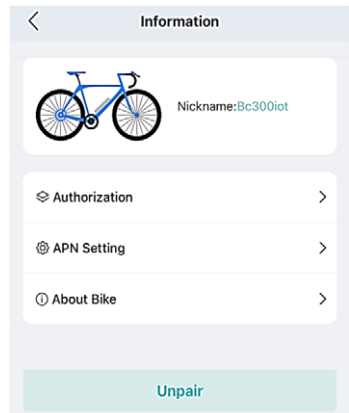 Information
Nickname:Bc300iot
Authorization
APN Setting
About Bike
Unpair